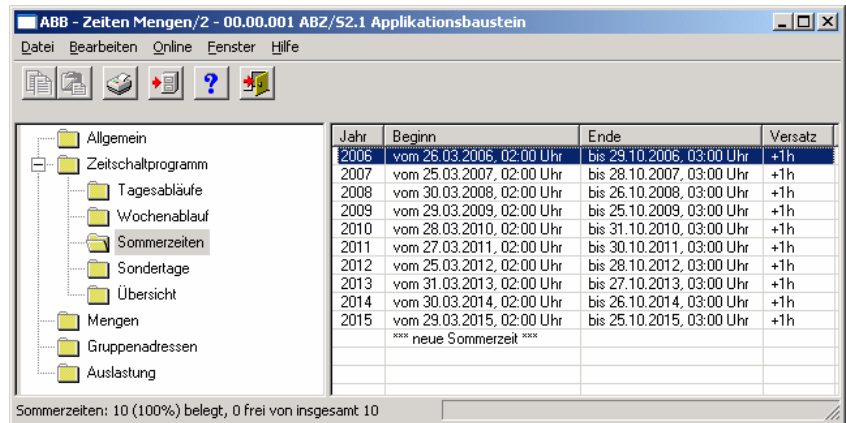 ABB - Zeiten Mengen/2 - 00.00.001 ABZ/S2.1 Applikationsbaustein
Datei Bearbeiten Online Fenster Hilfe
Allgemein
Zeitschaltprogramm
Tagesabläufe
Wochenablauf
Sommerzeiten
Sondertage
Übersicht
Mengen
Gruppenadressen
Auslastung
Jahr Beginn Ende Versatz
2006 vom 26.03.2006, 02:00 Uhr bis 29.10.2006, 03:00 Uhr +1h
2007 vom 25.03.2007, 02:00 Uhr bis 28.10.2007, 03:00 Uhr +1h
2008 vom 30.03.2008, 02:00 Uhr bis 26.10.2008, 03:00 Uhr +1h
2009 vom 29.03.2009, 02:00 Uhr bis 25.10.2009, 03:00 Uhr +1h
2010 vom 28.03.2010, 02:00 Uhr bis 31.10.2010, 03:00 Uhr +1h
2011 vom 27.03.2011, 02:00 Uhr bis 30.10.2011, 03:00 Uhr +1h
2012 vom 25.03.2012, 02:00 Uhr bis 28.10.2012, 03:00 Uhr +1h
2013 vom 31.03.2013, 02:00 Uhr bis 27.10.2013, 03:00 Uhr +1h
2014 vom 30.03.2014, 02:00 Uhr bis 26.10.2014, 03:00 Uhr +1h
2015 vom 29.03.2015, 02:00 Uhr bis 25.10.2015, 03:00 Uhr +1h
*** neue Sommerzeit ***
Sommerzeiten: 10 (100%) belegt, 0 frei von insgesamt 10